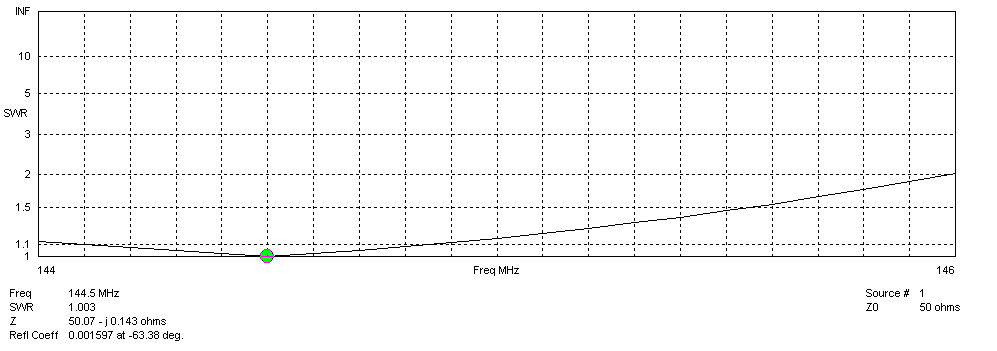 INF
10
5
SWR
3
2
1.5
1.1
1
144 Freq MHz 146
Freq 144.5 MHz Source # 1
SWR 1.003 Z0 50 ohms
Z 50.07 - j 0.143 ohms
Refl Coeff 0.001597 at -63.38 deg.